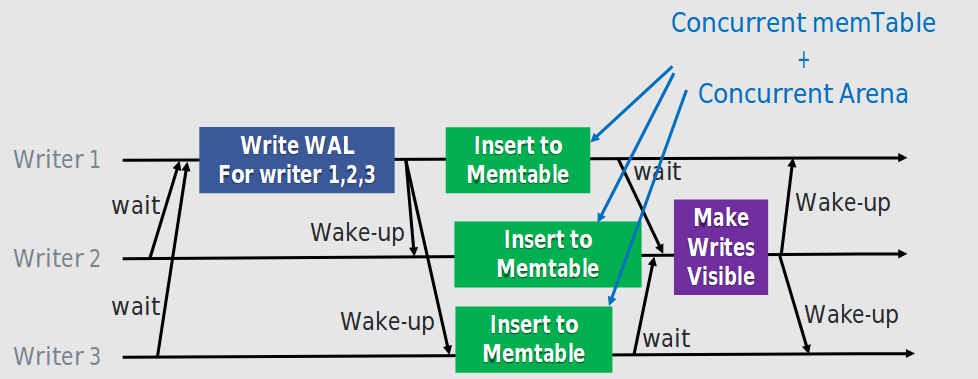 Concurrent memTable
+
Concurrent Arena
Writer 1
Write WAL
For writer 1,2,3
Insert to
Memtable
wait
wait
Make
Writes
Visible
Wake-up
Writer 2
Wake-up
Insert to
Memtable
wait
Wake-up
Insert to
Memtable
wait
Wake-up
Writer 3